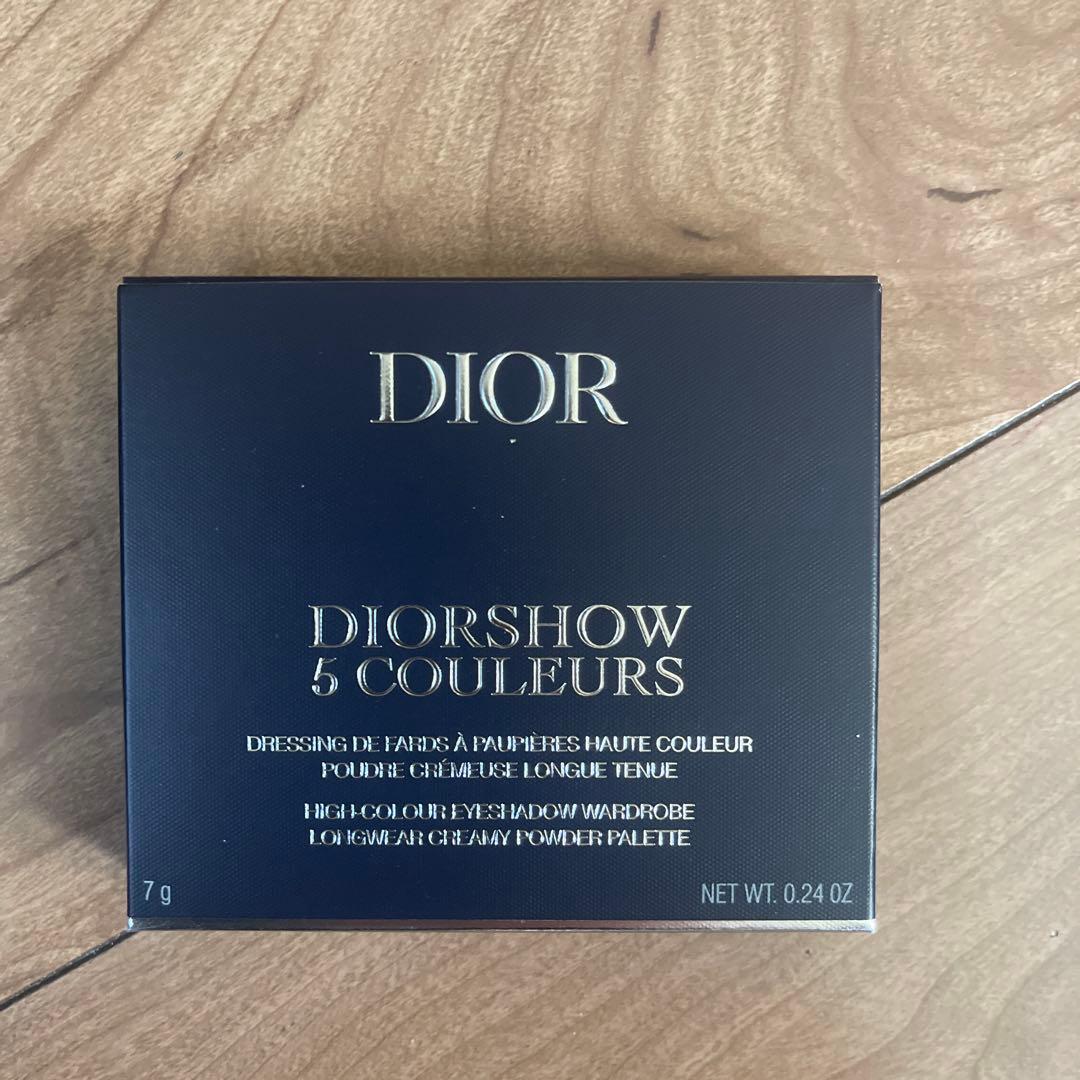 DIOR
DIORSHOW
5 COULEURS
DRESSING DE FARDS À PAUPIÈRES HAUTE COULEUR
POUDRE CRÉMEUSE LONGUE TENUE
HIGH-COLOUR EYESHADOW WARDROBE
LONGWEAR CREAMY POWDER PALETTE
7 g
NET WT. 0.24 OZ